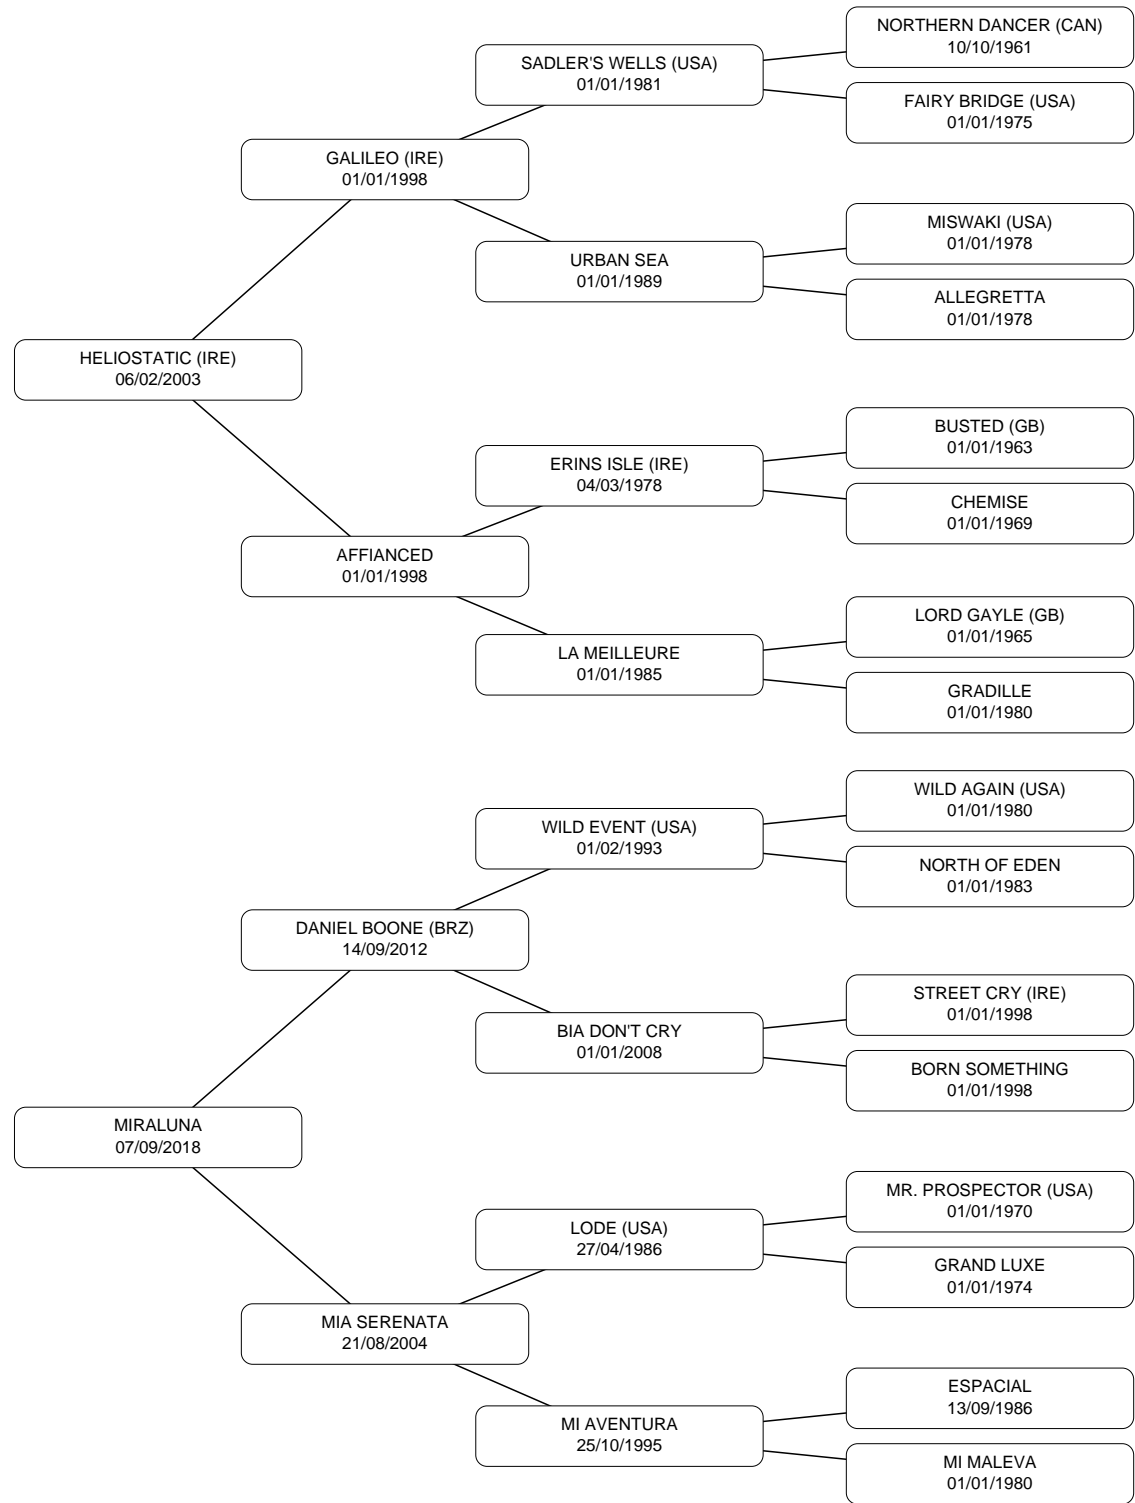 NORTHERN DANCER (CAN)
10/10/1961
SADLER'S WELLS (USA)
01/01/1981
FAIRY BRIDGE (USA)
01/01/1975
GALILEO (IRE)
01/01/1998
MISWAKI (USA)
01/01/1978
URBAN SEA
01/01/1989
ALLEGRETTA
01/01/1978
HELIOSTATIC (IRE)
06/02/2003
BUSTED (GB)
01/01/1963
ERINS ISLE (IRE)
04/03/1978
CHEMISE
01/01/1969
AFFIANCED
01/01/1998
LORD GAYLE (GB)
01/01/1965
LA MEILLEURE
01/01/1985
GRADILLE
01/01/1980
WILD AGAIN (USA)
01/01/1980
WILD EVENT (USA)
01/02/1993
NORTH OF EDEN
01/01/1983
DANIEL BOONE (BRZ)
14/09/2012
STREET CRY (IRE)
01/01/1998
BIA DON'T CRY
01/01/2008
BORN SOMETHING
01/01/1998
MIRALUNA
07/09/2018
MR. PROSPECTOR (USA)
01/01/1970
LODE (USA)
27/04/1986
GRAND LUXE
01/01/1974
MIA SERENATA
21/08/2004
ESPACIAL
13/09/1986
MI AVENTURA
25/10/1995
MI MALEVA
01/01/1980